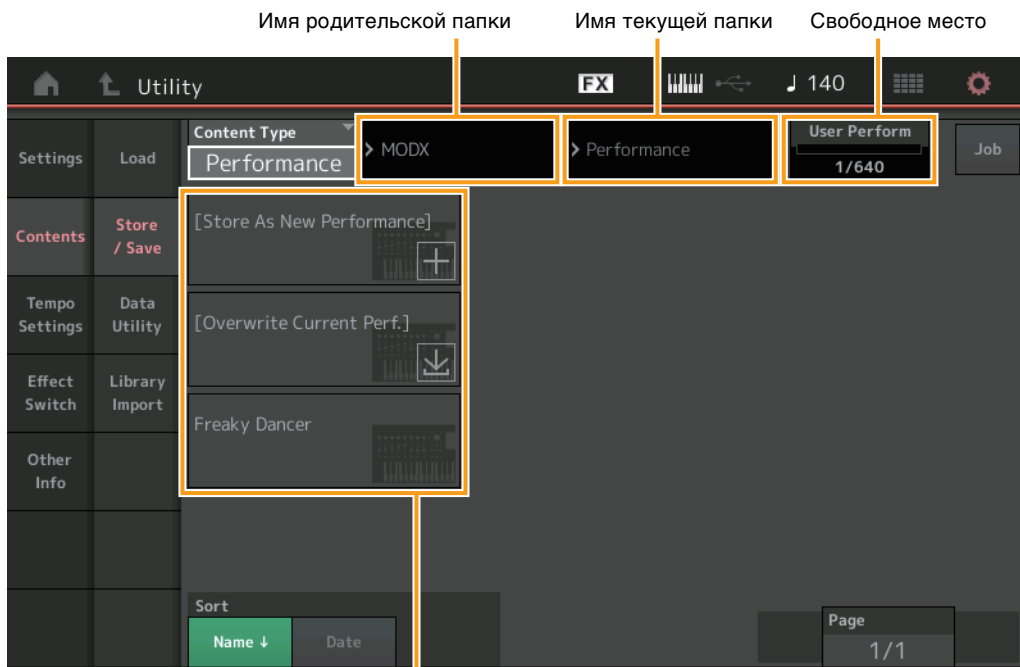 Имя родительской папки
Имя текущей папки
Свободное место
Utility
FX
140
Settings
Load
Content Type
Performance
> MODX
> Performance
User Perform
1/640
Job
Contents
Store
/ Save
[Store As New Performance]
Tempo
Settings
Data
Utility
[Overwrite Current Perf.]
Effect
Switch
Library
Import
Freaky Dancer
Other
Info
Sort
Name ↓
Date
Page
1/1